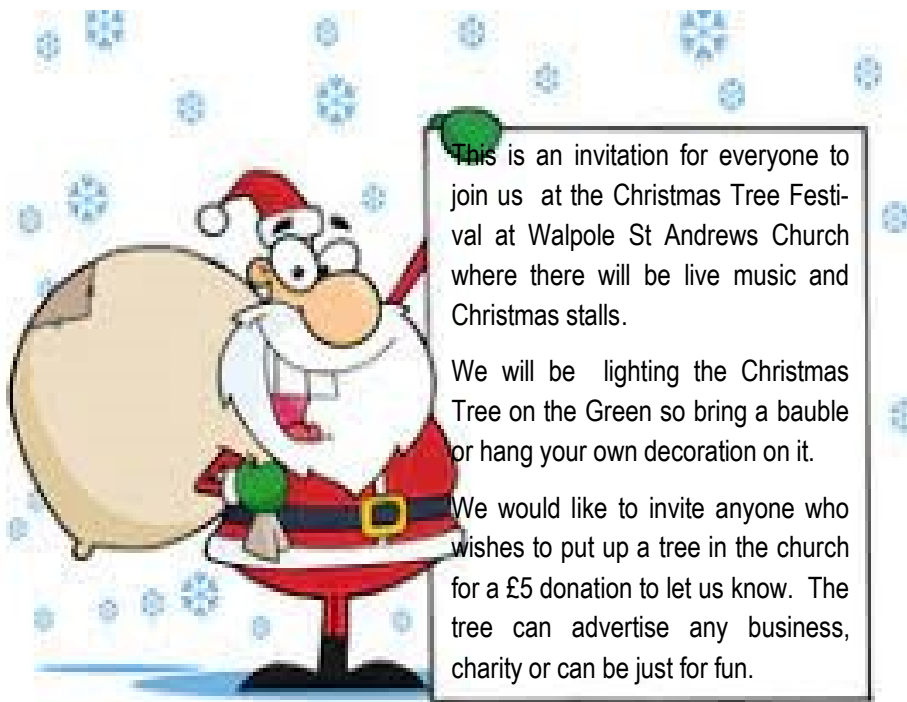 This is an invitation for everyone to
join us at the Christmas Tree Festi-
val at Walpole St Andrews Church
where there will be live music and
Christmas stalls.
We will be lighting the Christmas
Tree on the Green so bring a bauble
or hang your own decoration on it.
We would like to invite anyone who
wishes to put up a tree in the church
for a £5 donation to let us know. The
tree can advertise any business,
charity or can be just for fun.